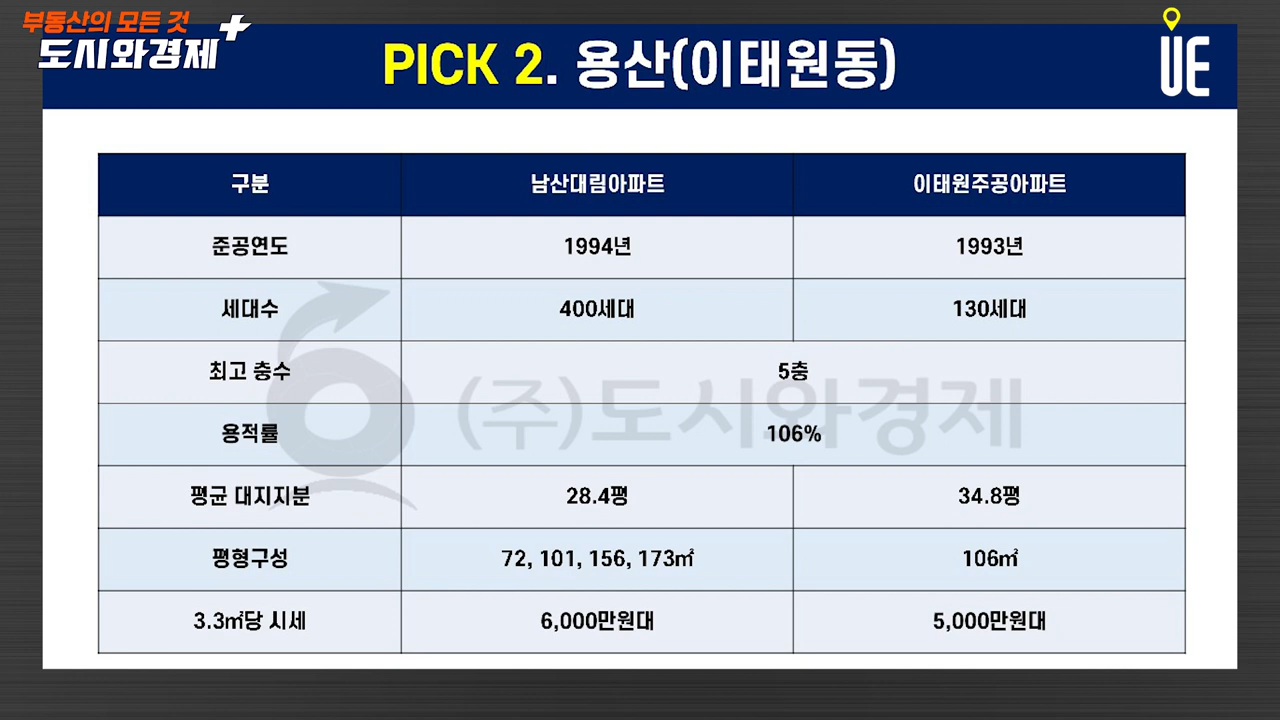 부동산의 모든 것
도시와경제+
PICK 2. 용산(이태원동)
UE
구분 남산대림아파트 이태원주공아파트
준공연도 1994년 1993년
세대수 400세대 130세대
최고 층수 5층
용적률 106%
평균 대지지분 28.4평 34.8평
평형구성 72, 101, 156, 173㎡ 106㎡
3.3㎡당 시세 6,000만원대 5,000만원대
(주)도시와경제